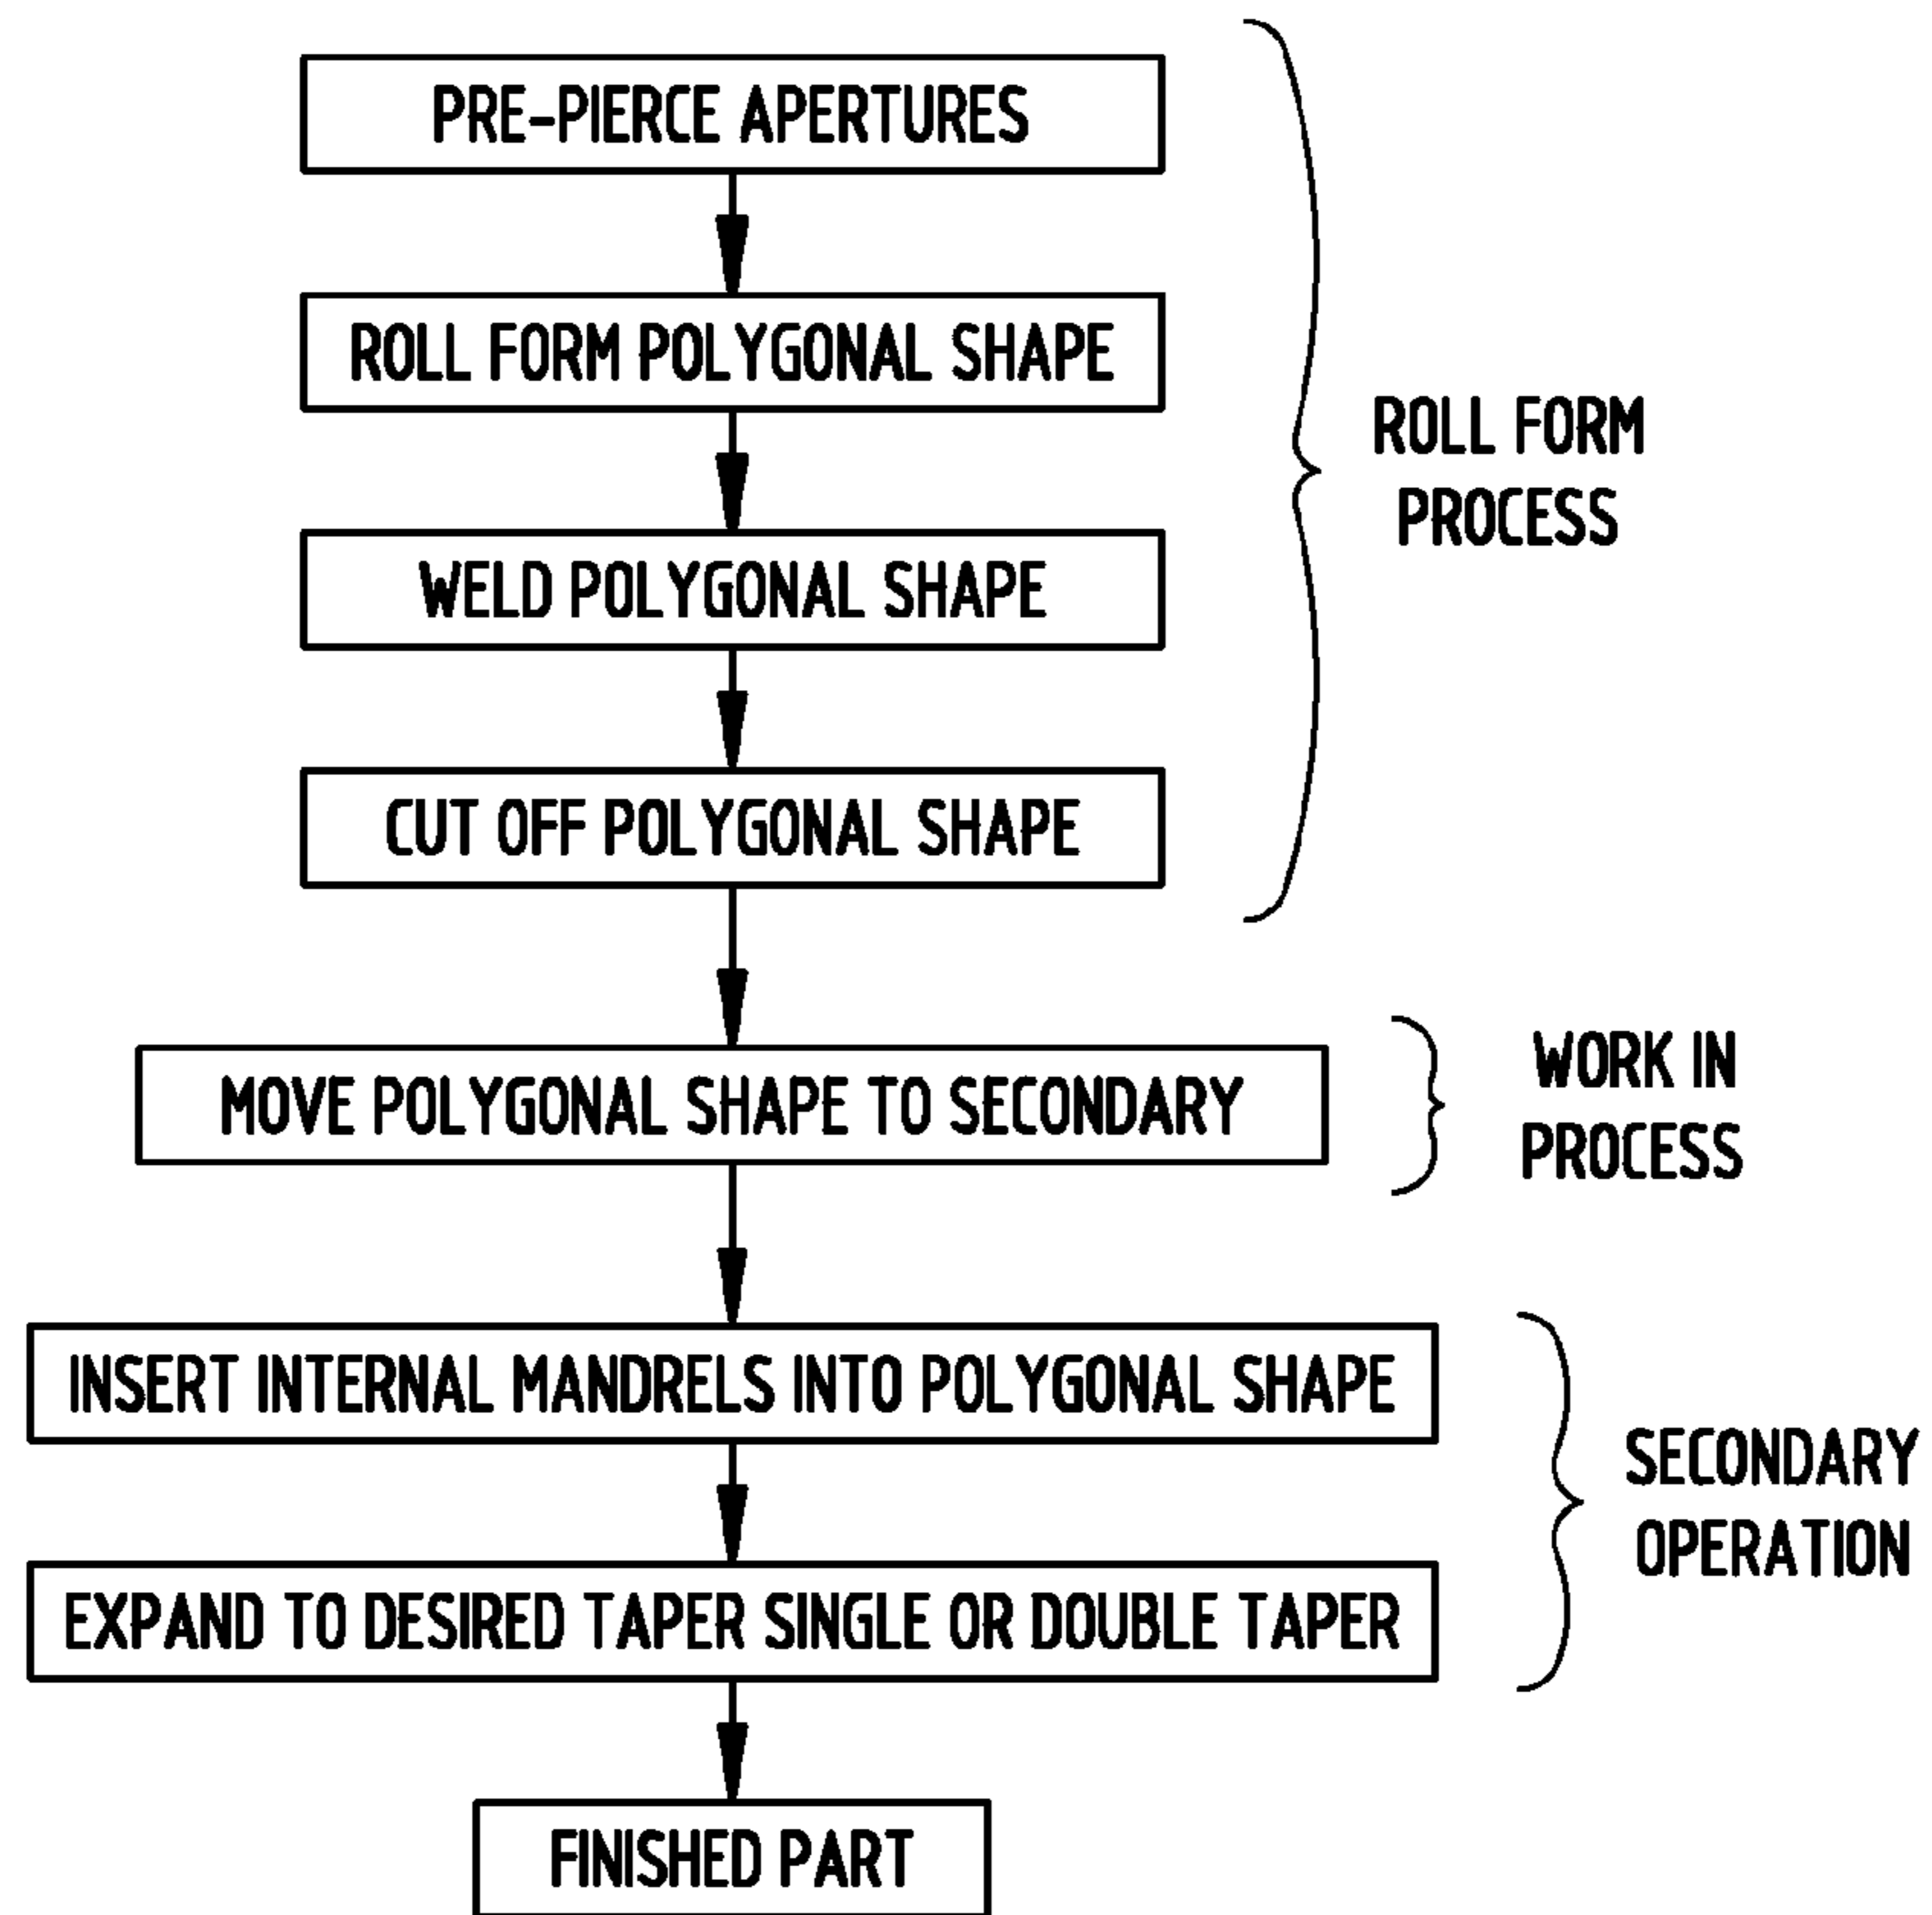 PRE-PIERCE APERTURES
ROLL FORM POLYGONAL SHAPE
WELD POLYGONAL SHAPE
CUT OFF POLYGONAL SHAPE
ROLL FORM
PROCESS
MOVE POLYGONAL SHAPE TO SECONDARY
WORK IN
PROCESS
INSERT INTERNAL MANDRELS INTO POLYGONAL SHAPE
EXPAND TO DESIRED TAPER SINGLE OR DOUBLE TAPER
SECONDARY
OPERATION
FINISHED PART